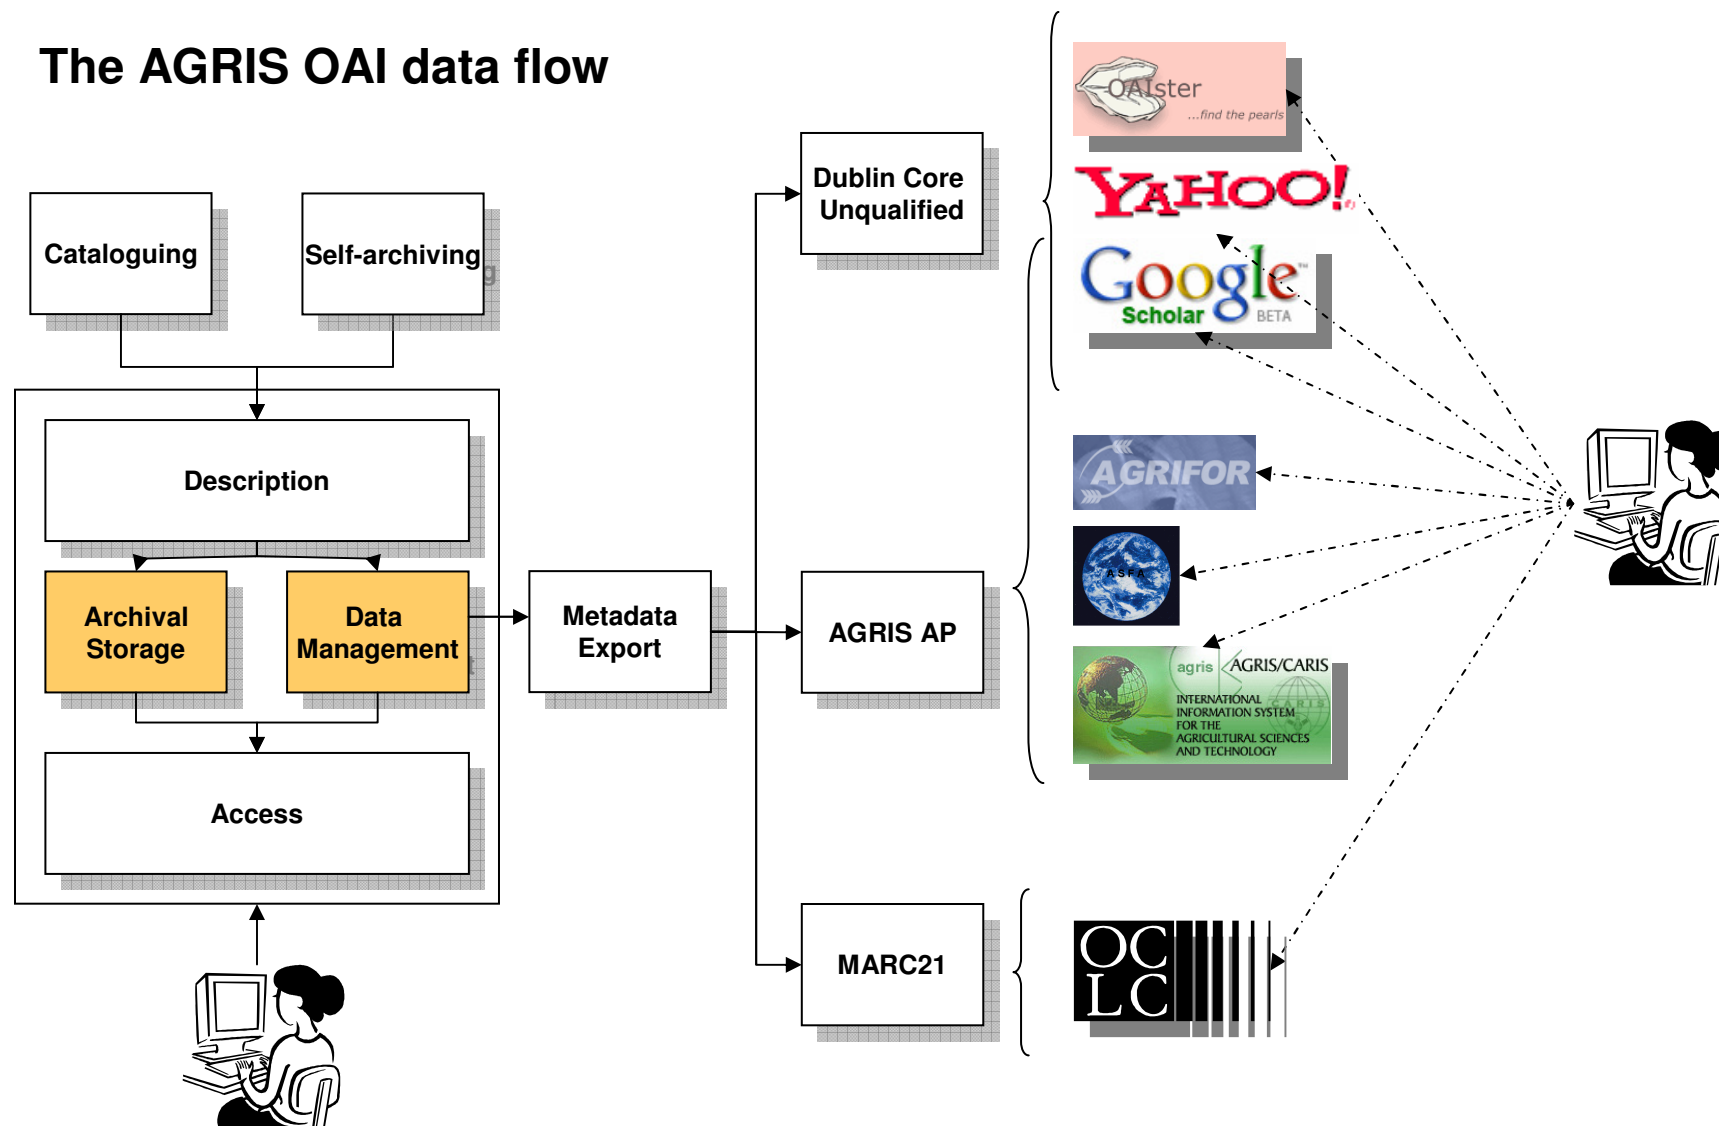 The AGRIS OAI data flow
Cataloguing
Self-archiving
Description
Archival
Storage
Data
Management
Access
Metadata
Export
Dublin Core
Unqualified
AGRIS AP
MARC21
OAIster
...find the pearls
YAHOO!
Google™
Scholar BETA
AGRIFOR
ASFA
agris AGRIS/CARIS
INTERNATIONAL
INFORMATION SYSTEM
CARIS
FOR THE
AGRICULTURAL SCIENCES
AND TECHNOLOGY
OC
LC